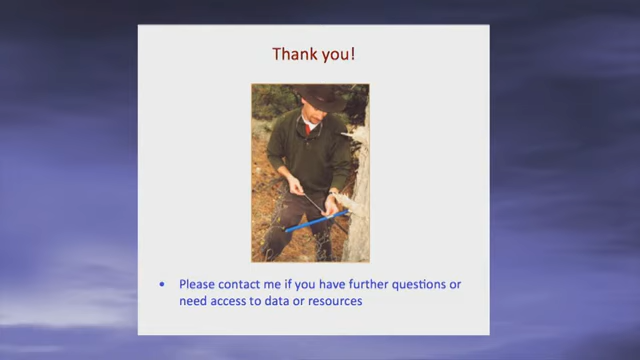 Thank you!
• Please contact me if you have further questions or
need access to data or resources